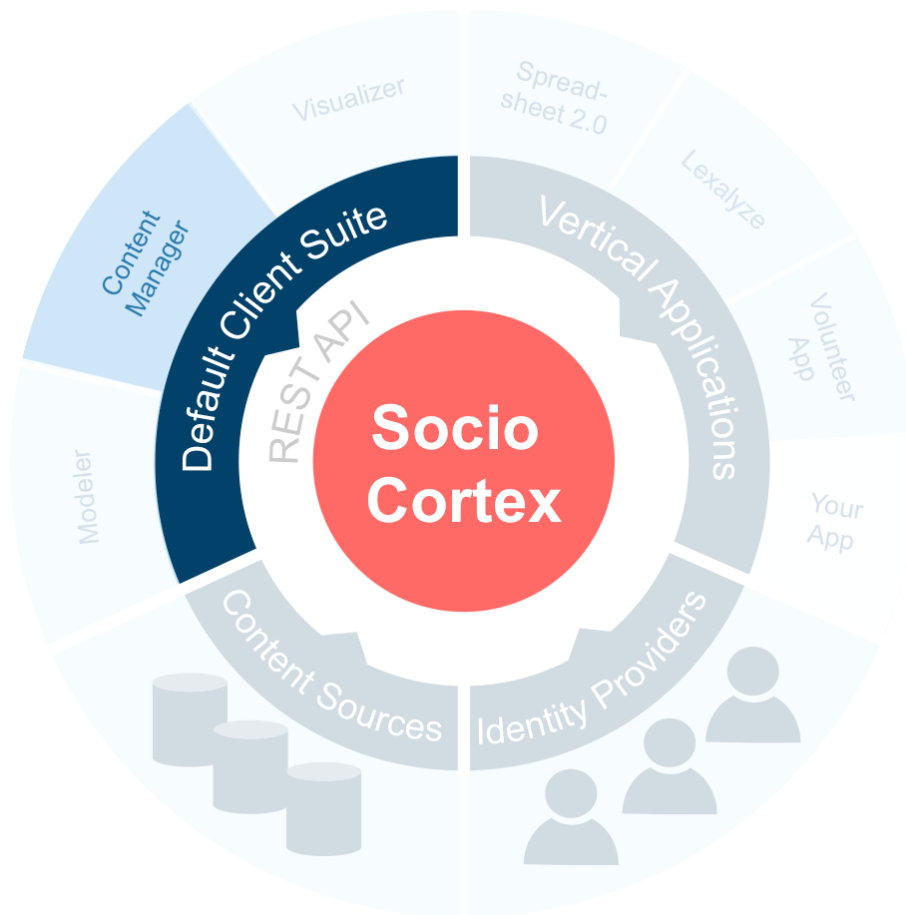 Visualizer
Spread-
sheet 2.0
Content
Manager
Lexalyze
Default Client Suite
Vertical Applications
REST API
Volunteer
App
Socio
Cortex
Modeler
Your
App
Content Sources
Identity Providers